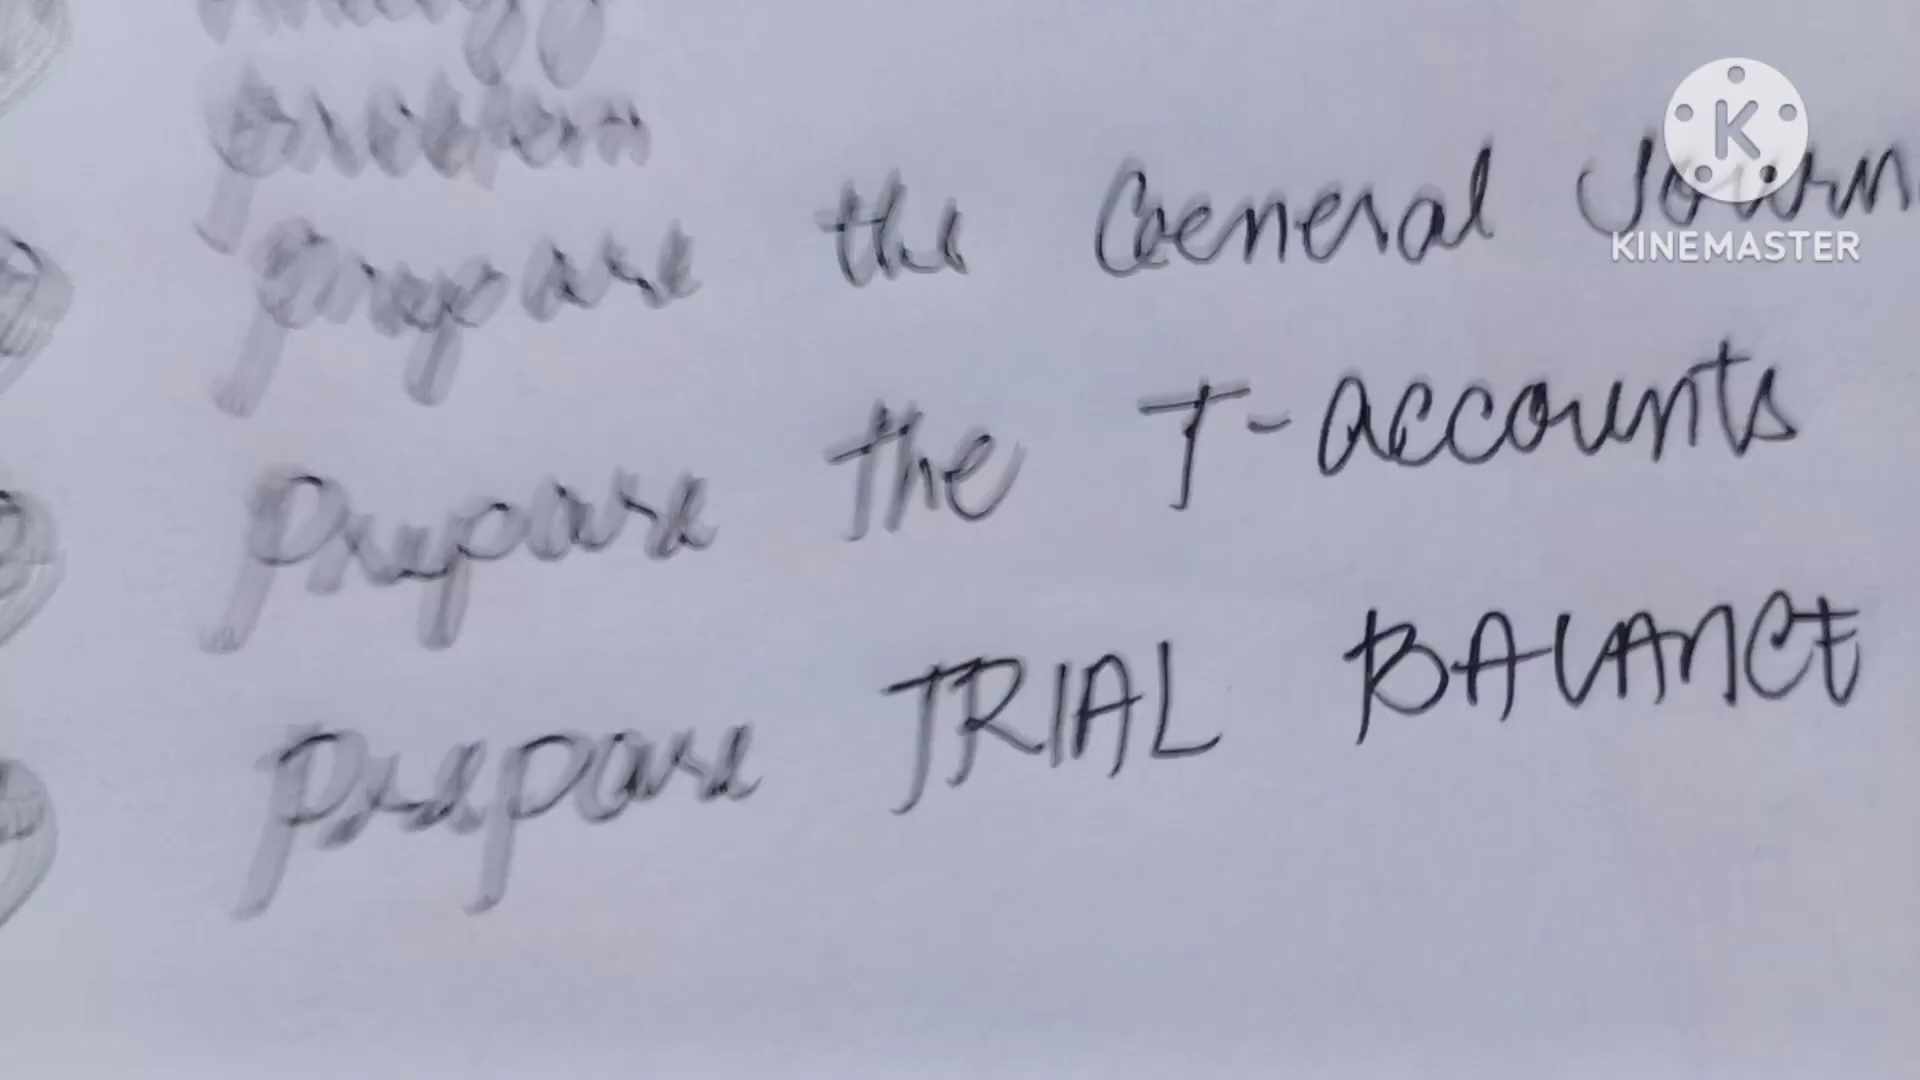 problem
Prepare the General Journ
Prepare the T-accounts
Prepare TRIAL BALANCE
K
KINEMASTER